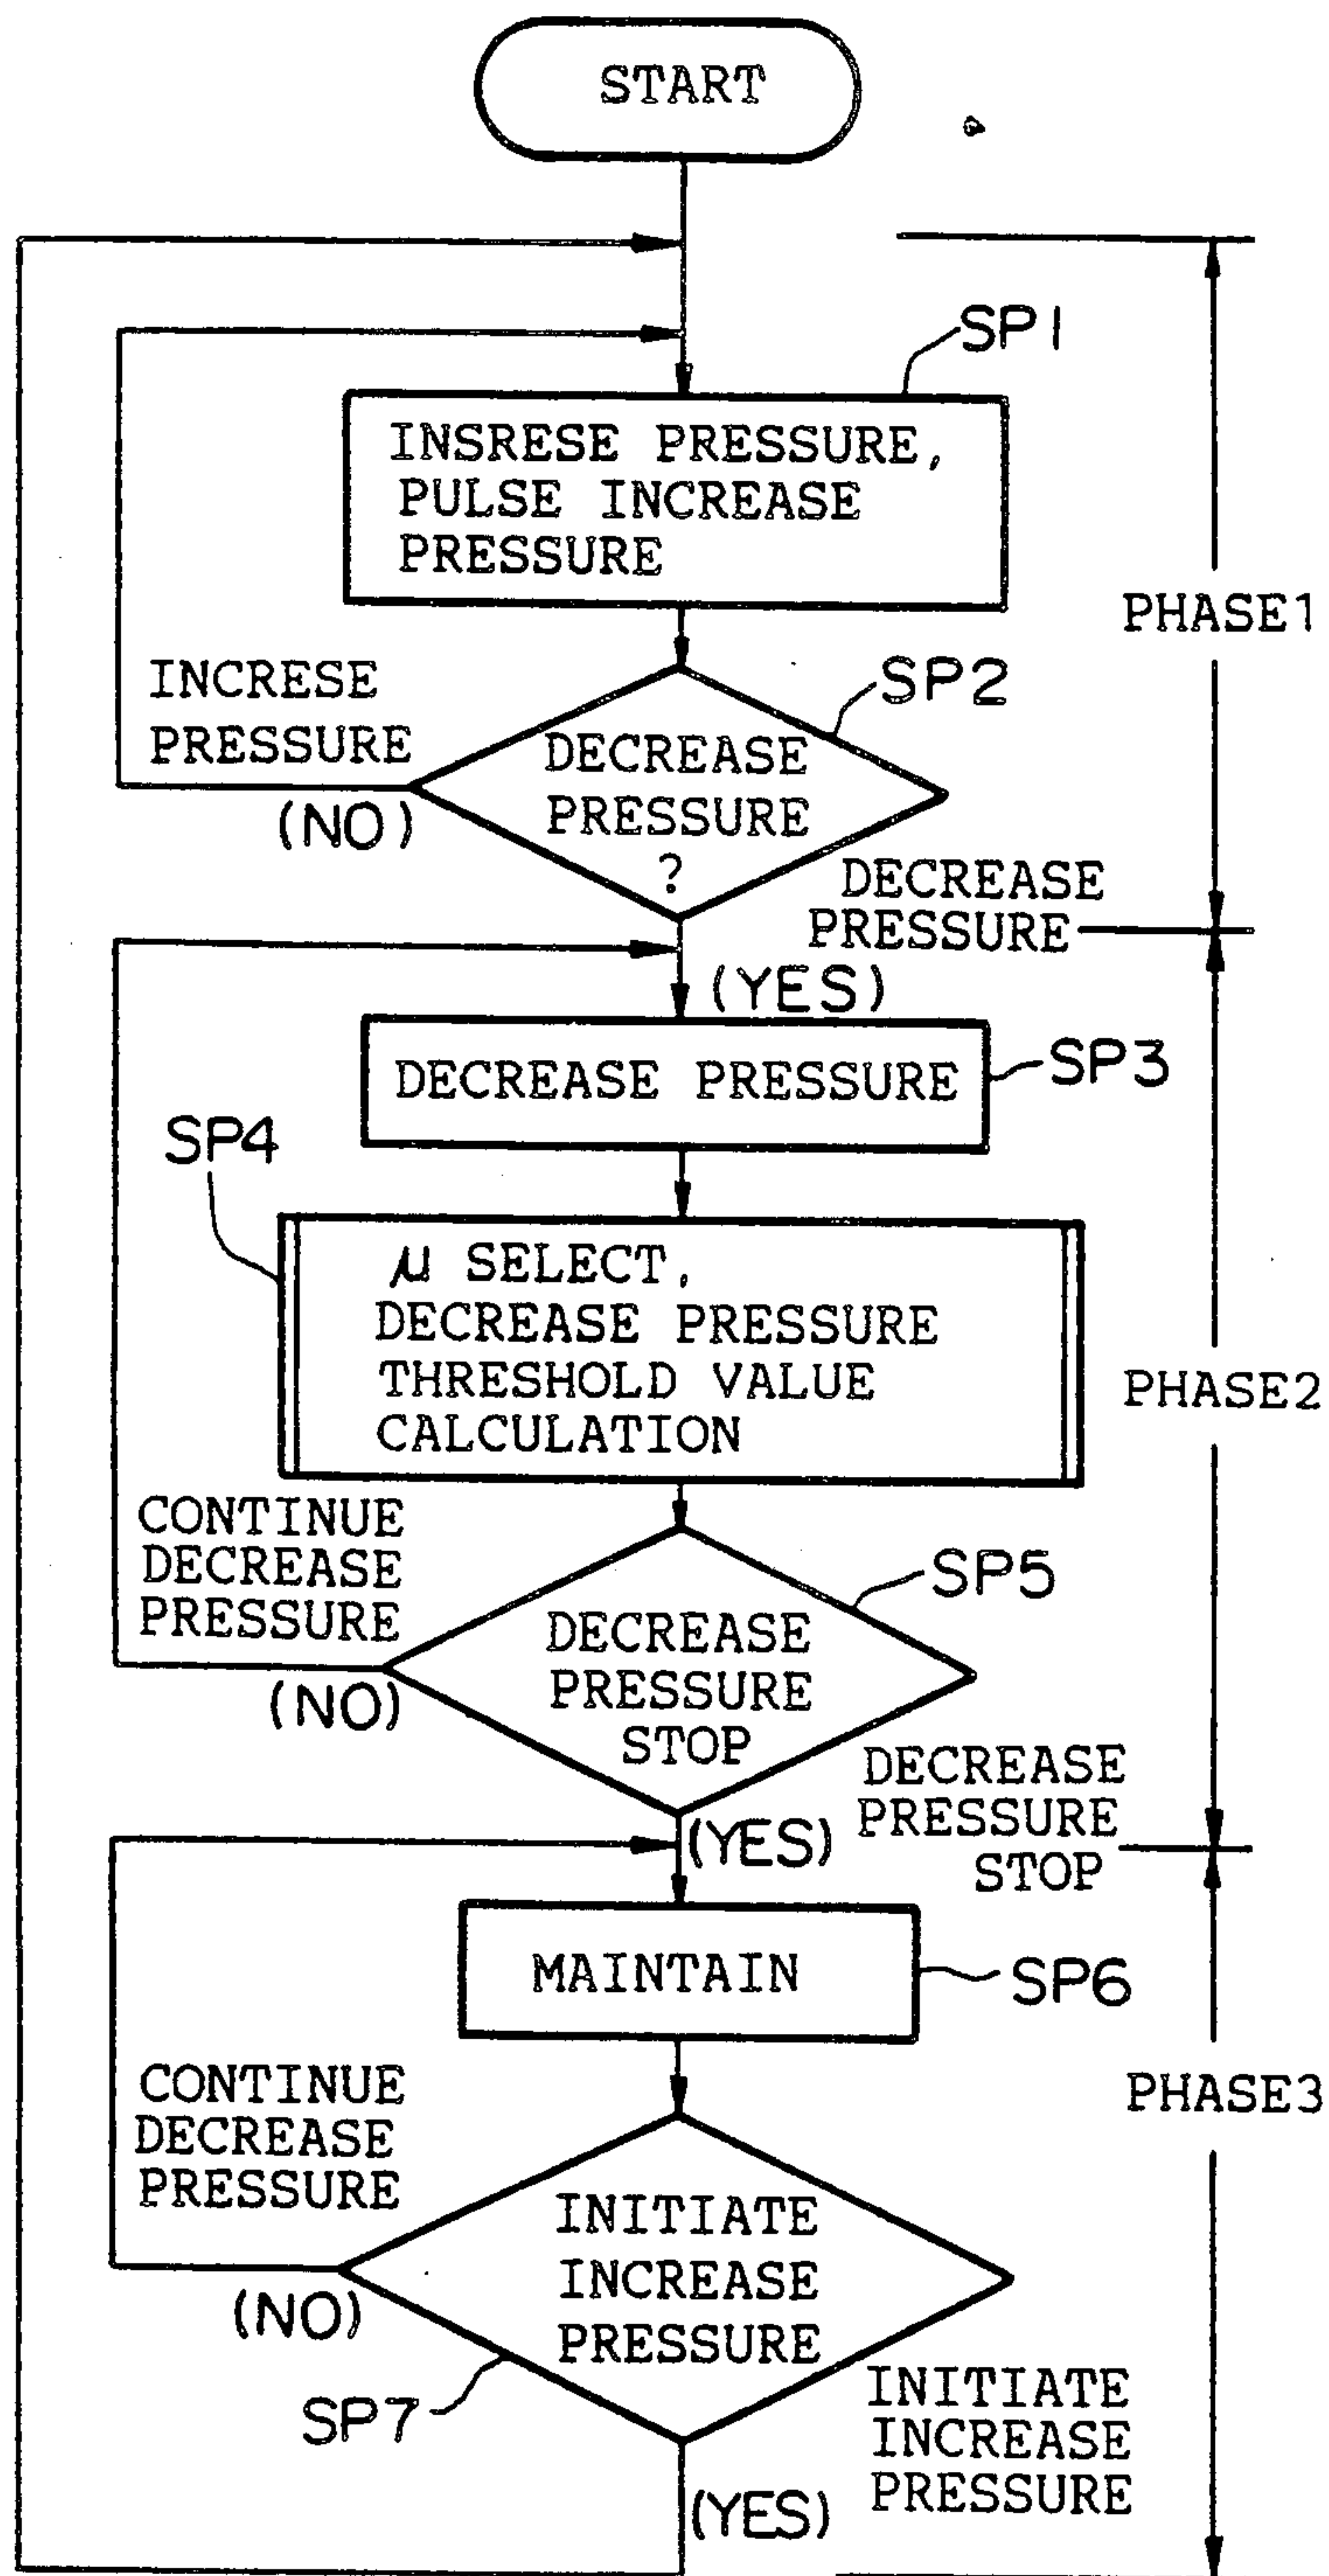 START
SP1
INSRESE PRESSURE,
PULSE INCREASE
PRESSURE
PHASE1
INCRESE
PRESSURE
(NO)
SP2
DECREASE
PRESSURE
?
DECREASE
PRESSURE
(YES)
DECREASE PRESSURE
SP3
SP4
μ SELECT,
DECREASE PRESSURE
THRESHOLD VALUE
CALCULATION
PHASE2
CONTINUE
DECREASE
PRESSURE
(NO)
SP5
DECREASE
PRESSURE
STOP
DECREASE
PRESSURE
STOP
(YES)
MAINTAIN
SP6
PHASE3
CONTINUE
DECREASE
PRESSURE
(NO)
INITIATE
INCREASE
PRESSURE
SP7
INITIATE
INCREASE
PRESSURE
(YES)